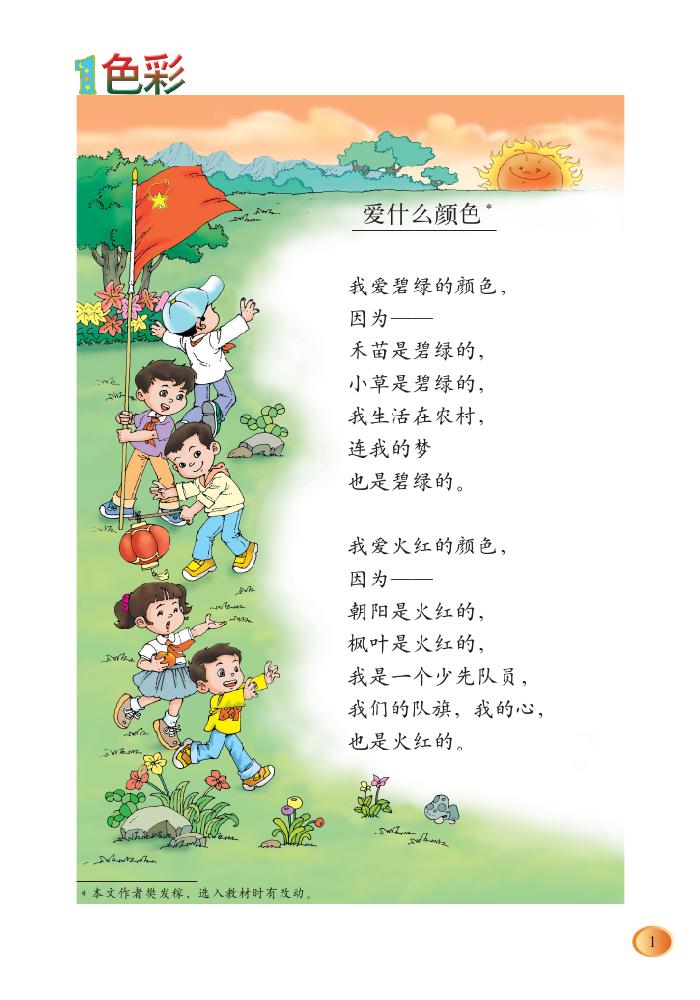 1色彩
爱什么颜色*
我爱碧绿的颜色，
因为——
禾苗是碧绿的，
小草是碧绿的，
我生活在农村，
连我的梦
也是碧绿的。
我爱火红的颜色，
因为——
朝阳是火红的，
枫叶是火红的，
我是一个少先队员，
我们的队旗，我的心，
也是火红的。
* 本文作者樊发稼，选入教材时有改动。
1